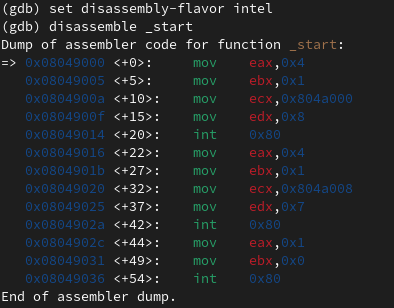 (gdb) set disassembly-flavor intel
(gdb) disassemble _start
Dump of assembler code for function _start:
=> 0x08049000 <+0>: mov eax,0x4
0x08049005 <+5>: mov ebx,0x1
0x0804900a <+10>: mov ecx,0x804a000
0x0804900f <+15>: mov edx,0x8
0x08049014 <+20>: int 0x80
0x08049016 <+22>: mov eax,0x4
0x0804901b <+27>: mov ebx,0x1
0x08049020 <+32>: mov ecx,0x804a008
0x08049025 <+37>: mov edx,0x7
0x0804902a <+42>: int 0x80
0x0804902c <+44>: mov eax,0x1
0x08049031 <+49>: mov ebx,0x0
0x08049036 <+54>: int 0x80
End of assembler dump.